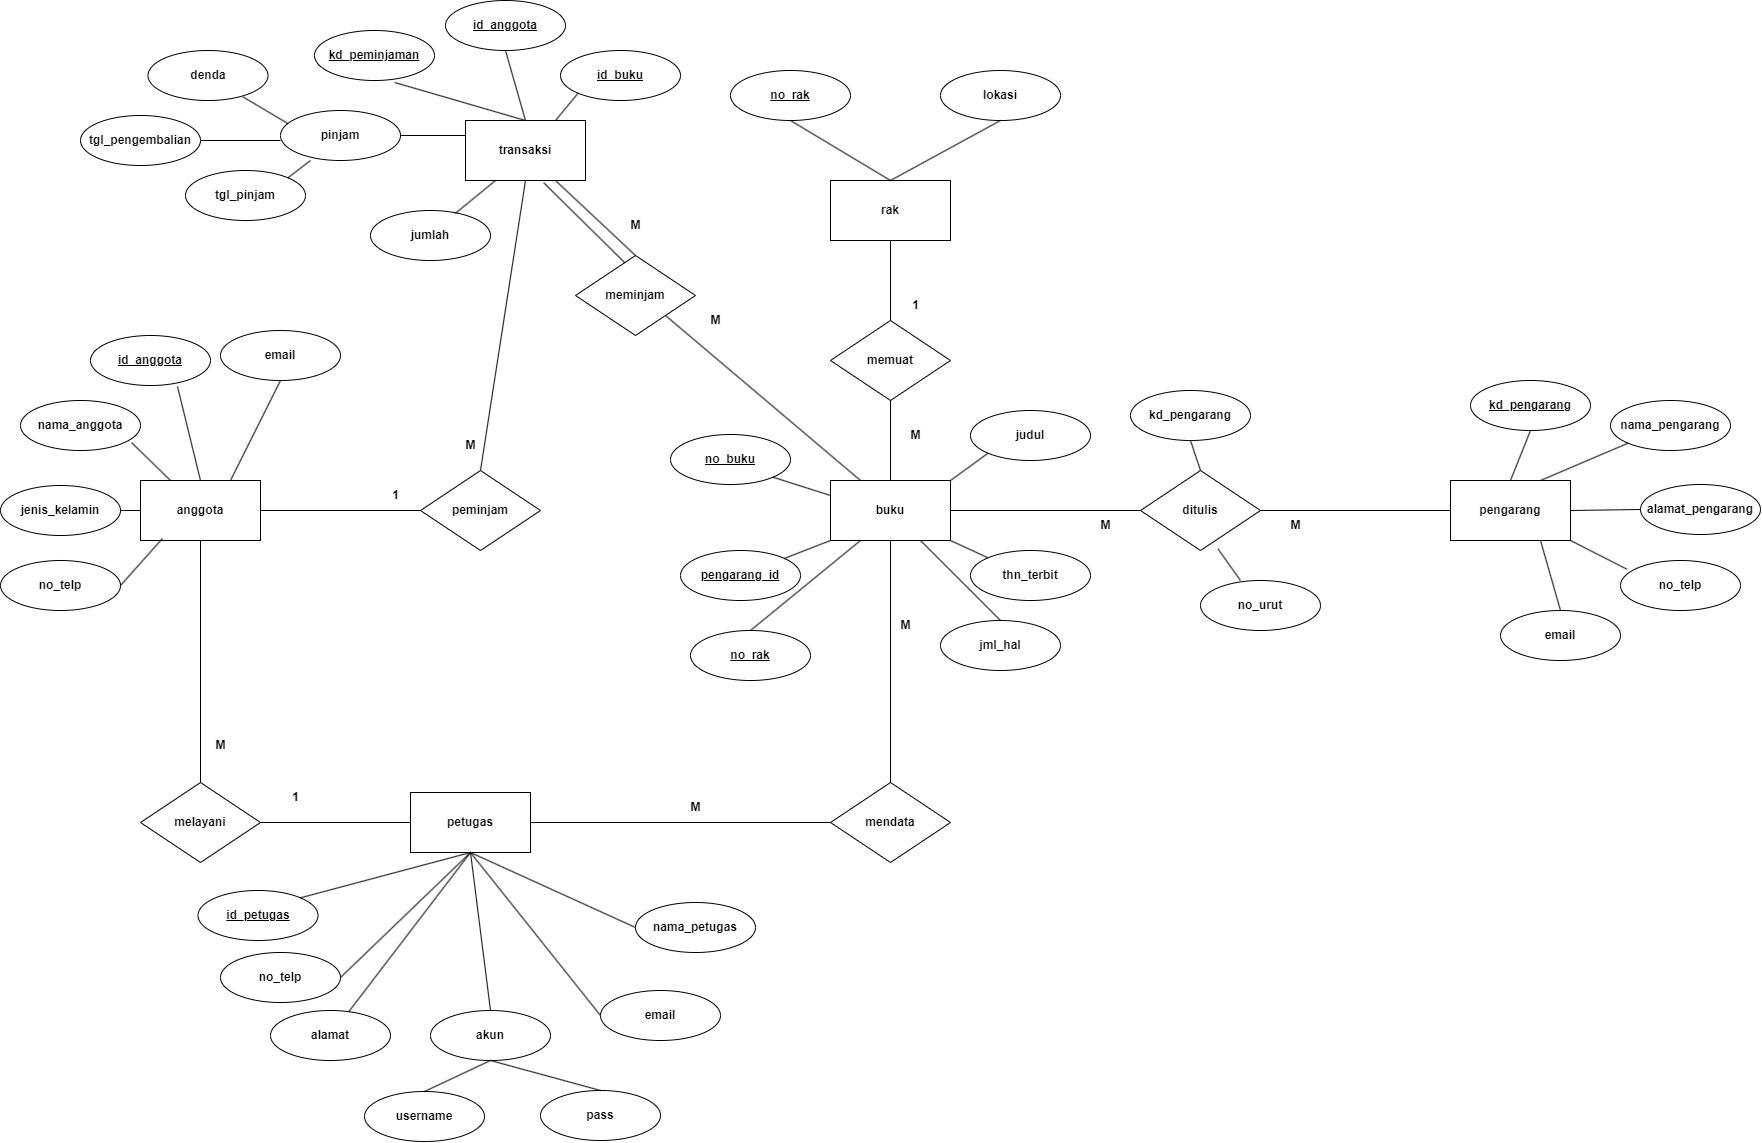 id_anggota
kd_peminjaman
denda
id_buku
no_rak
lokasi
pinjam
tgl_pengembalian
transaksi
tgl_pinjam
rak
jumlah
M
meminjam
1
M
id_anggota
email
memuat
nama_anggota
M
M
judul
kd_pengarang
kd_pengarang
nama_pengarang
no_buku
1
jenis_kelamin
anggota
peminjam
buku
M
ditulis
M
pengarang
alamat_pengarang
no_telp
pengarang_id
thn_terbit
no_telp
no_urut
M
email
no_rak
jml_hal
M
1
M
melayani
petugas
mendata
id_petugas
nama_petugas
no_telp
email
alamat
akun
username
pass